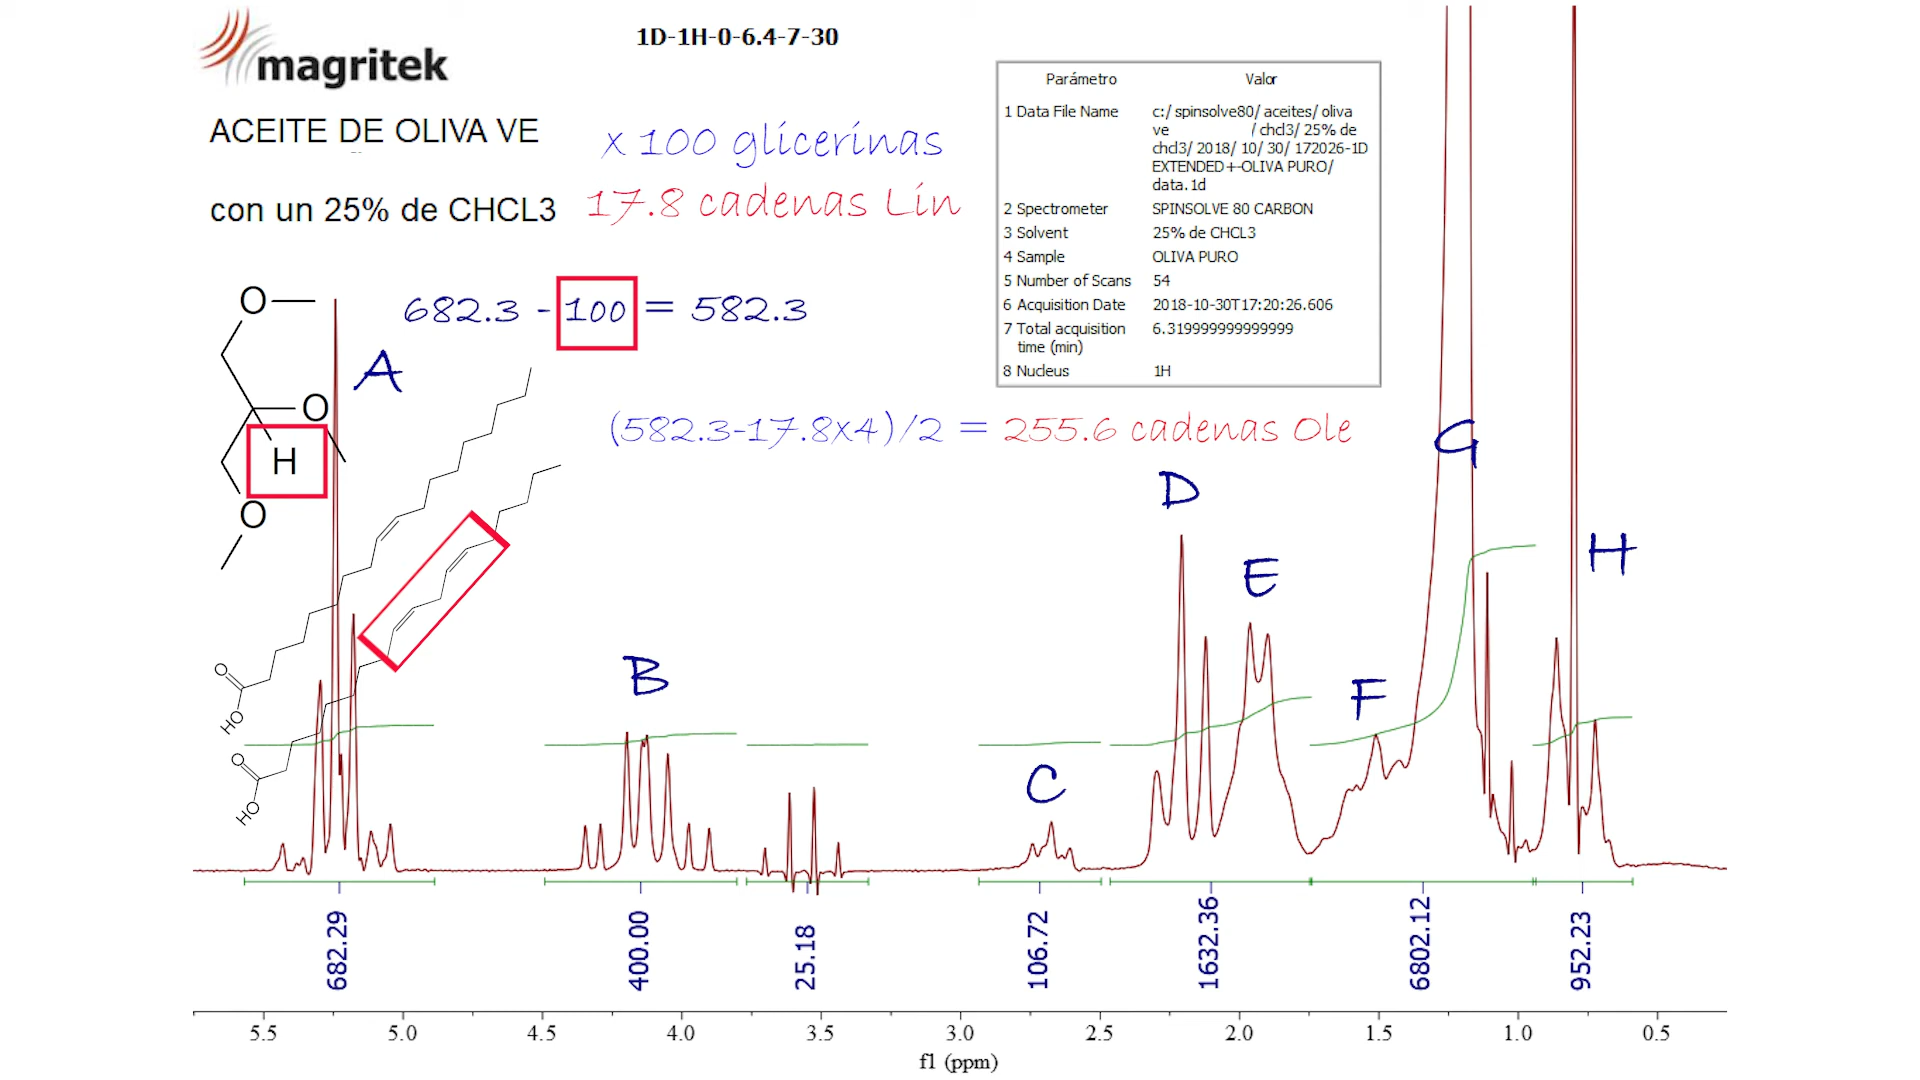 magritek
1D-1H-0-6.4-7-30
ACEITE DE OLIVA VE
con un 25% de CHCL3
x 100 glicerinas
17.8 cadenas Lin
682.3 - 100 = 582.3
(582.3-17.8x4)/2 = 255.6 cadenas Ole
Parámetro Valor
1 Data File Name c:/ spinsolve80/ aceites/ oliva
ve / chcl3/ 25% de
chcl3/ 2018/ 10/ 30/ 172026-1D
EXTENDED+-OLIVA PURO/
data.1d
2 Spectrometer SPINSOLVE 80 CARBON
3 Solvent 25% de CHCL3
4 Sample OLIVA PURO
5 Number of Scans 54
6 Acquisition Date 2018-10-30T17:20:26.606
7 Total acquisition 6.319999999999999
time (min)
8 Nucleus 1H
O
O
H
O
O
HO
O
HO
A
B
C
D
E
F
G
H
682.29
400.00
25.18
106.72
1632.36
6802.12
952.23
5.5 5.0 4.5 4.0 3.5 3.0 2.5 2.0 1.5 1.0 0.5
f1 (ppm)